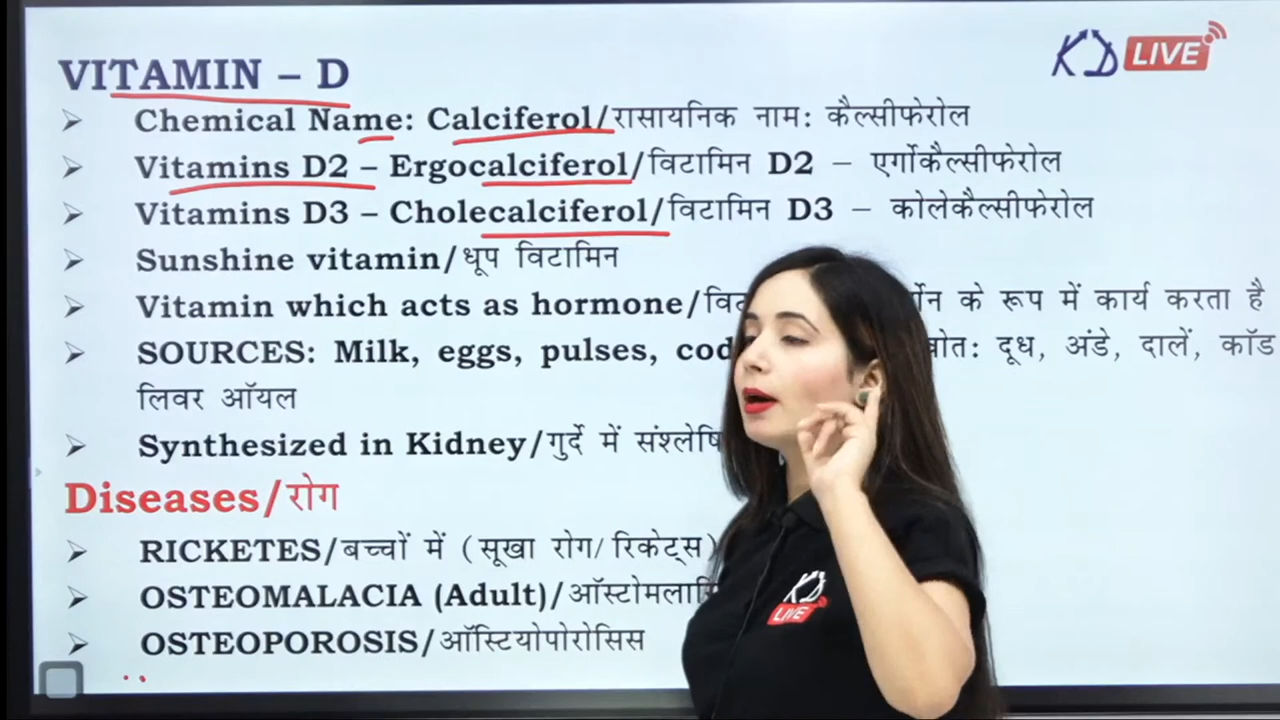 KD LIVE
VITAMIN – D
➢ Chemical Name: Calciferol/रासायनिक नाम: कैल्सीफेरोल
➢ Vitamins D2 – Ergocalciferol/विटामिन D2 – एर्गोकैल्सीफेरोल
➢ Vitamins D3 – Cholecalciferol/विटामिन D3 – कोलेकैल्सीफेरोल
➢ Sunshine vitamin/धूप विटामिन
➢ Vitamin which acts as hormone/ के रूप में कार्य करता है
➢ SOURCES: Milk, eggs, pulses, cod दूध, अंडे, दालें, कॉड
लिवर ऑयल
➢ Synthesized in Kidney/गुर्दे में
Diseases/रोग
➢ RICKETES/बच्चों में (सूखा रोग/रिकेट्स)
➢ OSTEOMALACIA (Adult)/
➢ OSTEOPOROSIS/ऑस्टियोपोरोसिस
KD LIVE